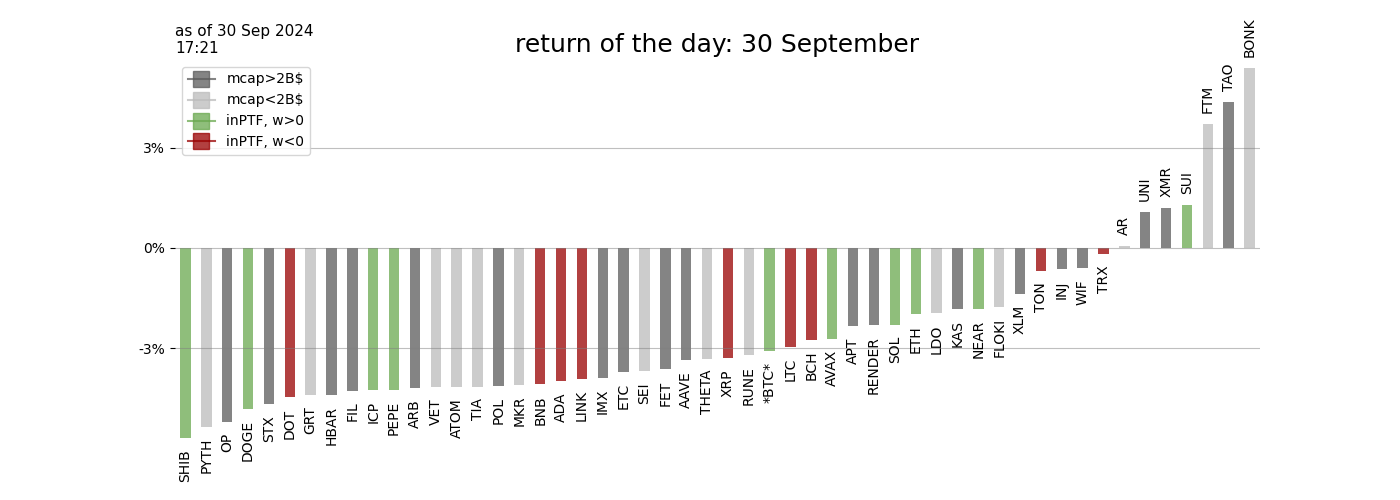 as of 30 Sep 2024
17:21
return of the day: 30 September
mcap>2B$
mcap<2B$
inPTF, w>0
inPTF, w<0
3%
0%
-3%
SHIB
PYTH
OP
DOGE
STX
DOT
GRT
HBAR
FIL
ICP
PEPE
ARB
VET
ATOM
TIA
POL
MKR
BNB
ADA
LINK
IMX
ETC
SEI
FET
AAVE
THETA
XRP
RUNE
*BTC*
LTC
BCH
AVAX
APT
RENDER
SOL
ETH
LDO
KAS
NEAR
FLOKI
XLM
TON
INJ
WIF
TRX
AR
UNI
XMR
SUI
FTM
TAO
BONK